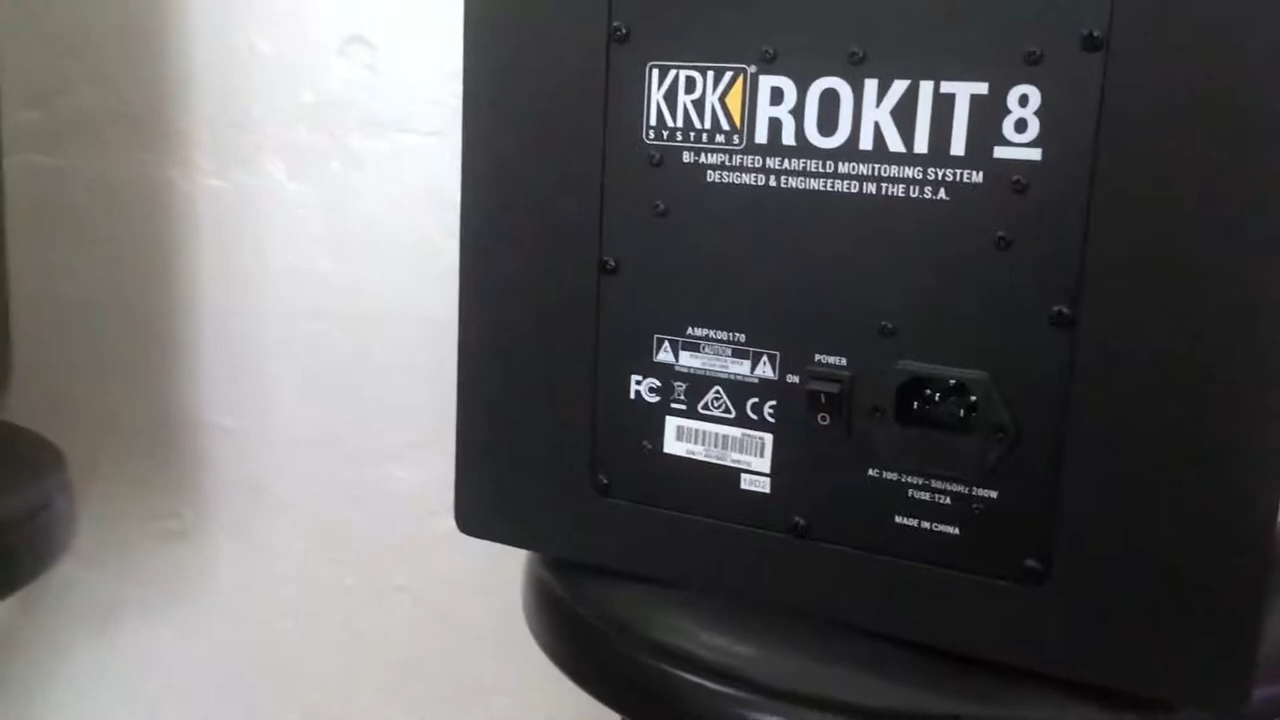 KRK
SYSTEMS
ROKIT 8
BI-AMPLIFIED NEARFIELD MONITORING SYSTEM
DESIGNED & ENGINEERED IN THE U.S.A.
AMPK00170
CAUTION
POWER
ON
I
O
FC
CE
19D2
AC 100-240V~50/60Hz 200W
FUSE:T2A
MADE IN CHINA